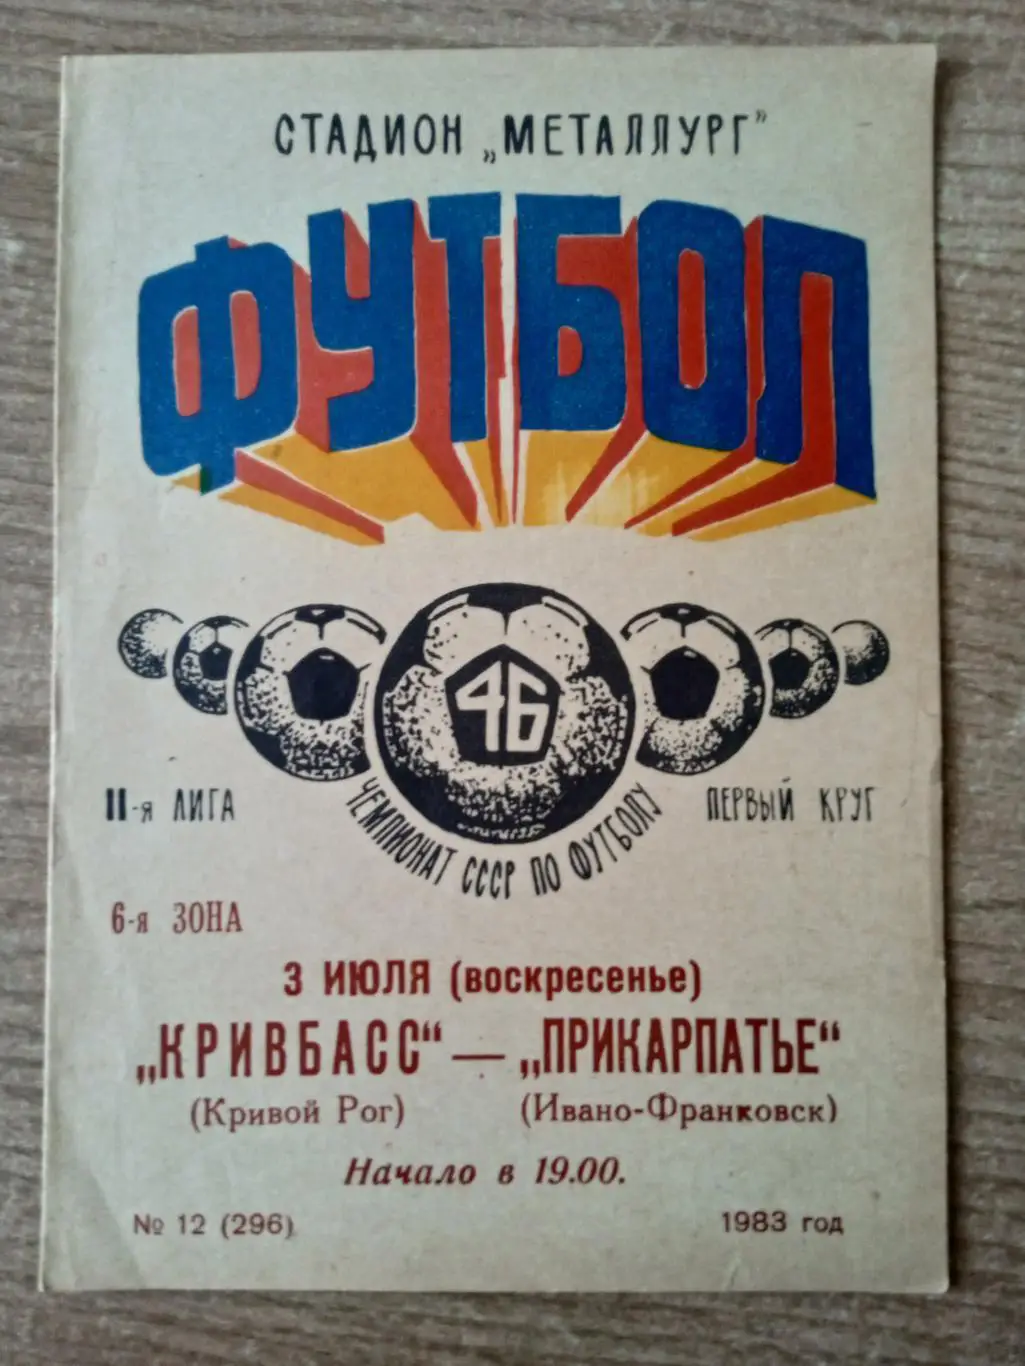 СТАДИОН „МЕТАЛЛУРГ”
ФУТБОЛ
46
ЧЕМПИОНАТ СССР ПО ФУТБОЛУ
II-я ЛИГА
ПЕРВЫЙ КРУГ
6-я ЗОНА
3 ИЮЛЯ (воскресенье)
„КРИВБАСС“ — „ПРИКАРПАТЬЕ“
(Кривой Рог) (Ивано-Франковск)
Начало в 19.00.
№ 12 (296) 1983 год